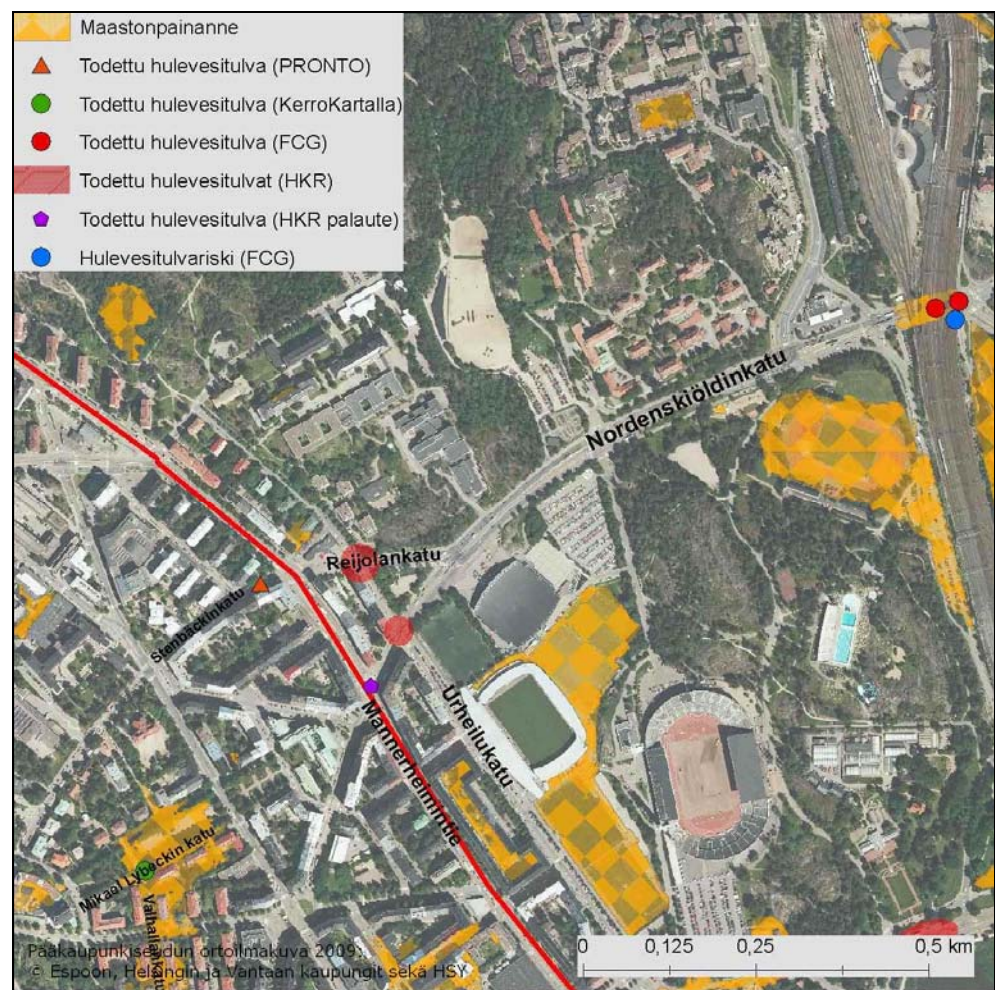 Maastonpainanne
Todettu hulevesitulva (PRONTO)
Todettu hulevesitulva (KerroKartalla)
Todettu hulevesitulva (FCG)
Todettu hulevesitulvat (HKR)
Todettu hulevesitulva (HKR palaute)
Hulevesitulvariski (FCG)
Nordenskiöldinkatu
Reijolankatu
Stenbäckinkatu
Urheilukatu
Mannerheimintie
Mikael Lybeckin katu
Valhallankatu
Pääkaupunkiseudun ortoilmakuva 2009:
© Espoon, Helsingin ja Vantaan kaupungit sekä HSY
0 0,125 0,25 0,5 km